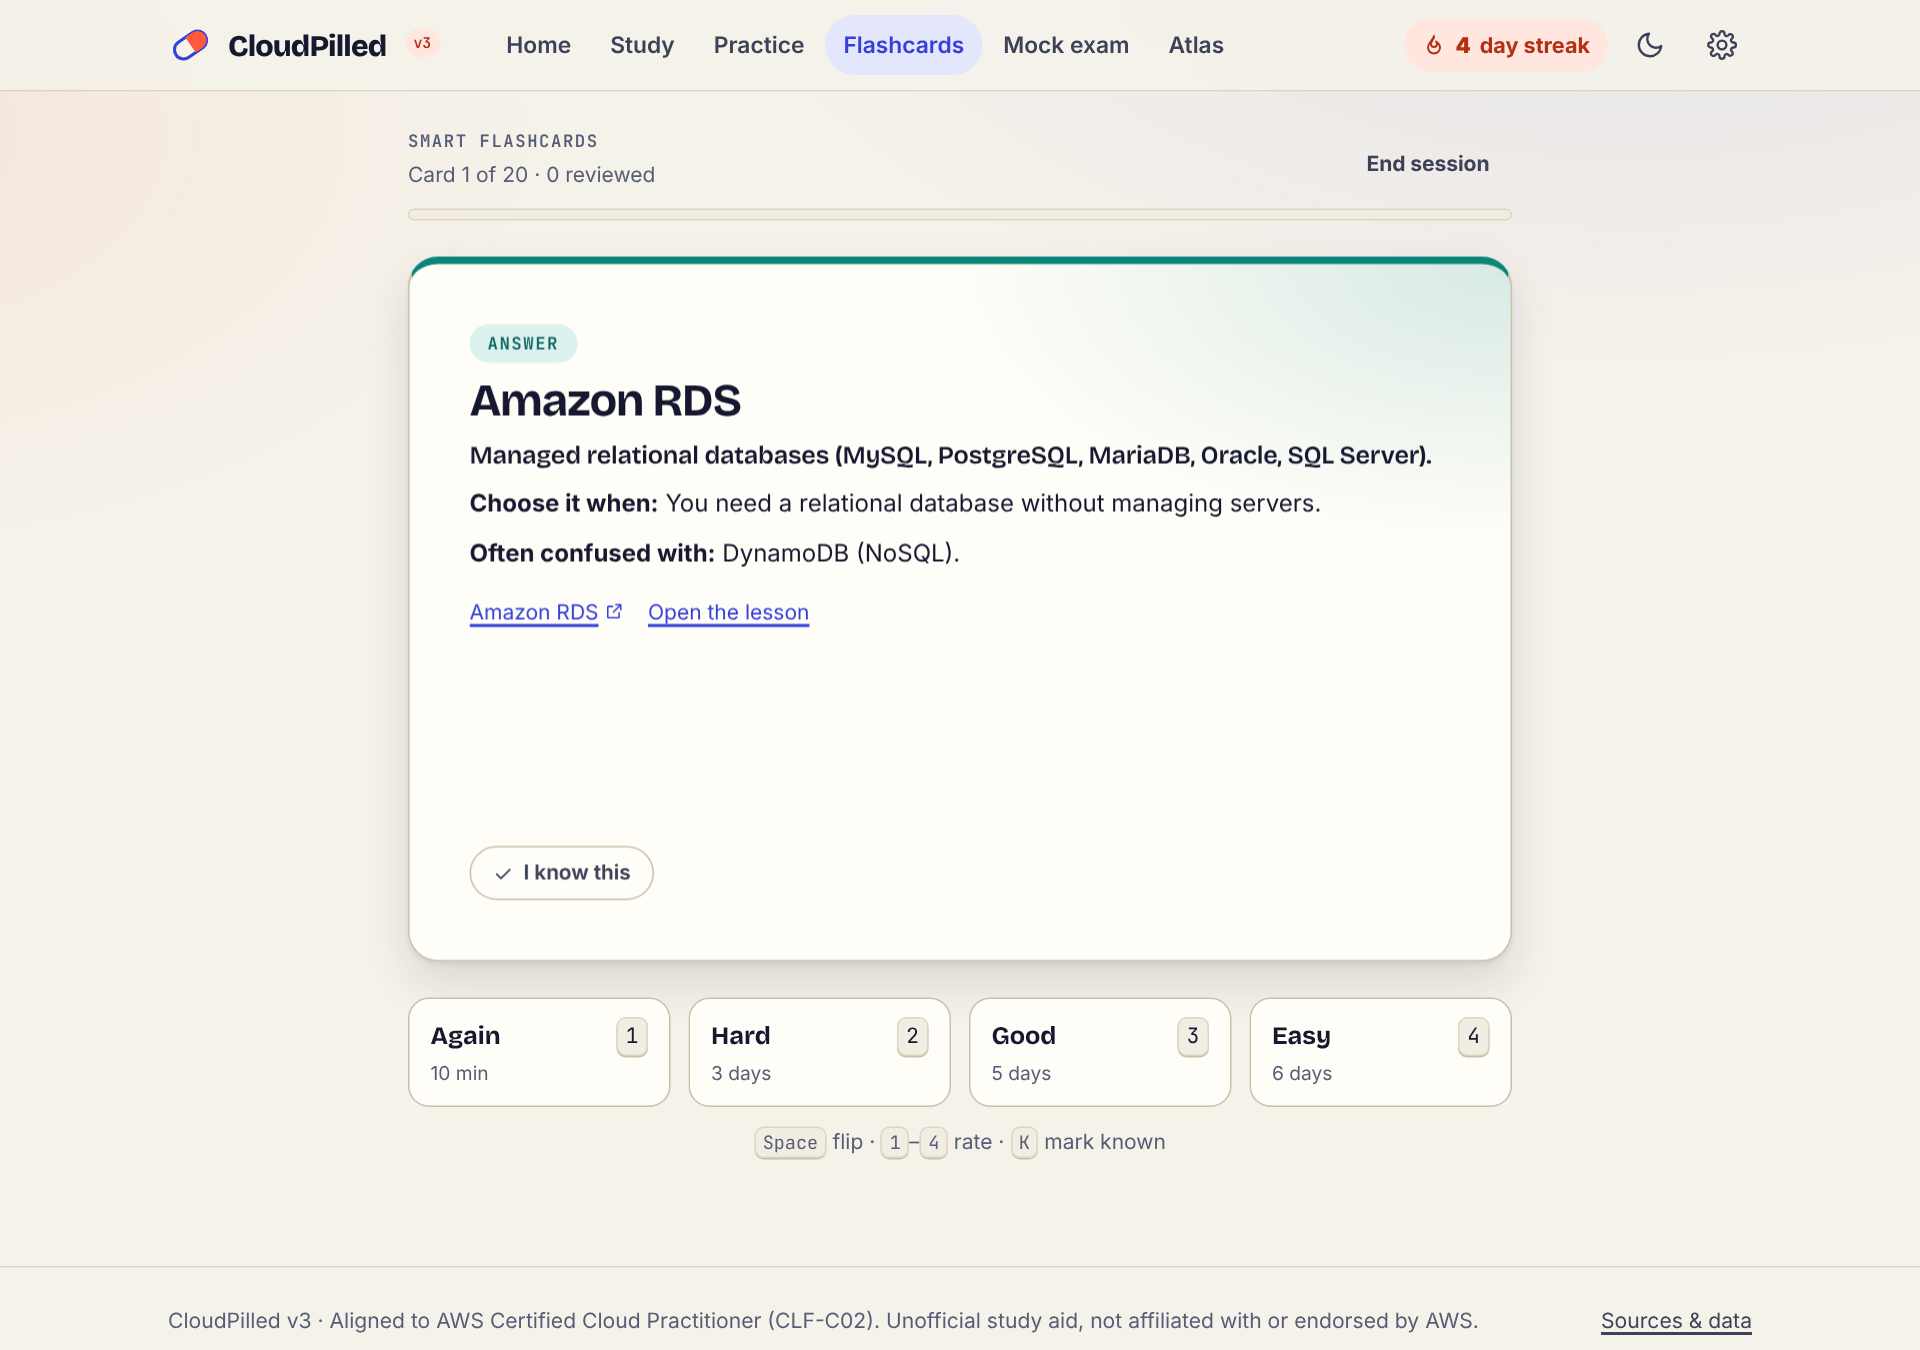 CloudPilled v3 Home Study Practice Flashcards Mock exam Atlas 4 day streak
SMART FLASHCARDS
Card 1 of 20 · 0 reviewed
End session
ANSWER
Amazon RDS
Managed relational databases (MySQL, PostgreSQL, MariaDB, Oracle, SQL Server).
Choose it when: You need a relational database without managing servers.
Often confused with: DynamoDB (NoSQL).
Amazon RDS Open the lesson
I know this
Again 1 Hard 2 Good 3 Easy 4
10 min 3 days 5 days 6 days
Space flip · 1–4 rate · K mark known
CloudPilled v3 · Aligned to AWS Certified Cloud Practitioner (CLF-C02). Unofficial study aid, not affiliated with or endorsed by AWS. Sources & data